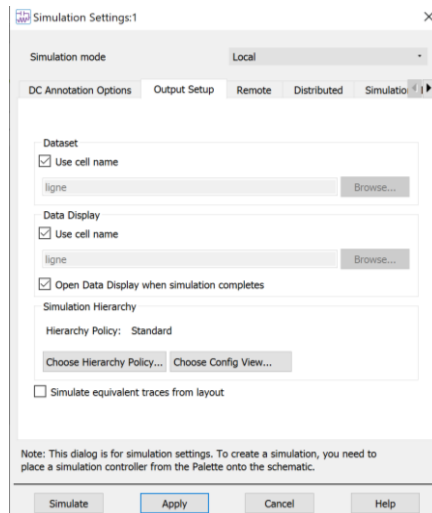 Simulation Settings:1
Simulation mode
Local
DC Annotation Options
Output Setup
Remote
Distributed
Dataset
Use cell name
ligne
Browse...
Data Display
Use cell name
ligne
Browse...
Open Data Display when simulation completes
Simulation Hierarchy
Hierarchy Policy: Standard
Choose Hierarchy Policy...
Choose Config View...
Simulate equivalent traces from layout
Note: This dialog is for simulation settings. To create a simulation, you need to
place a simulation controller from the Palette onto the schematic.
Simulate
Apply
Cancel
Help